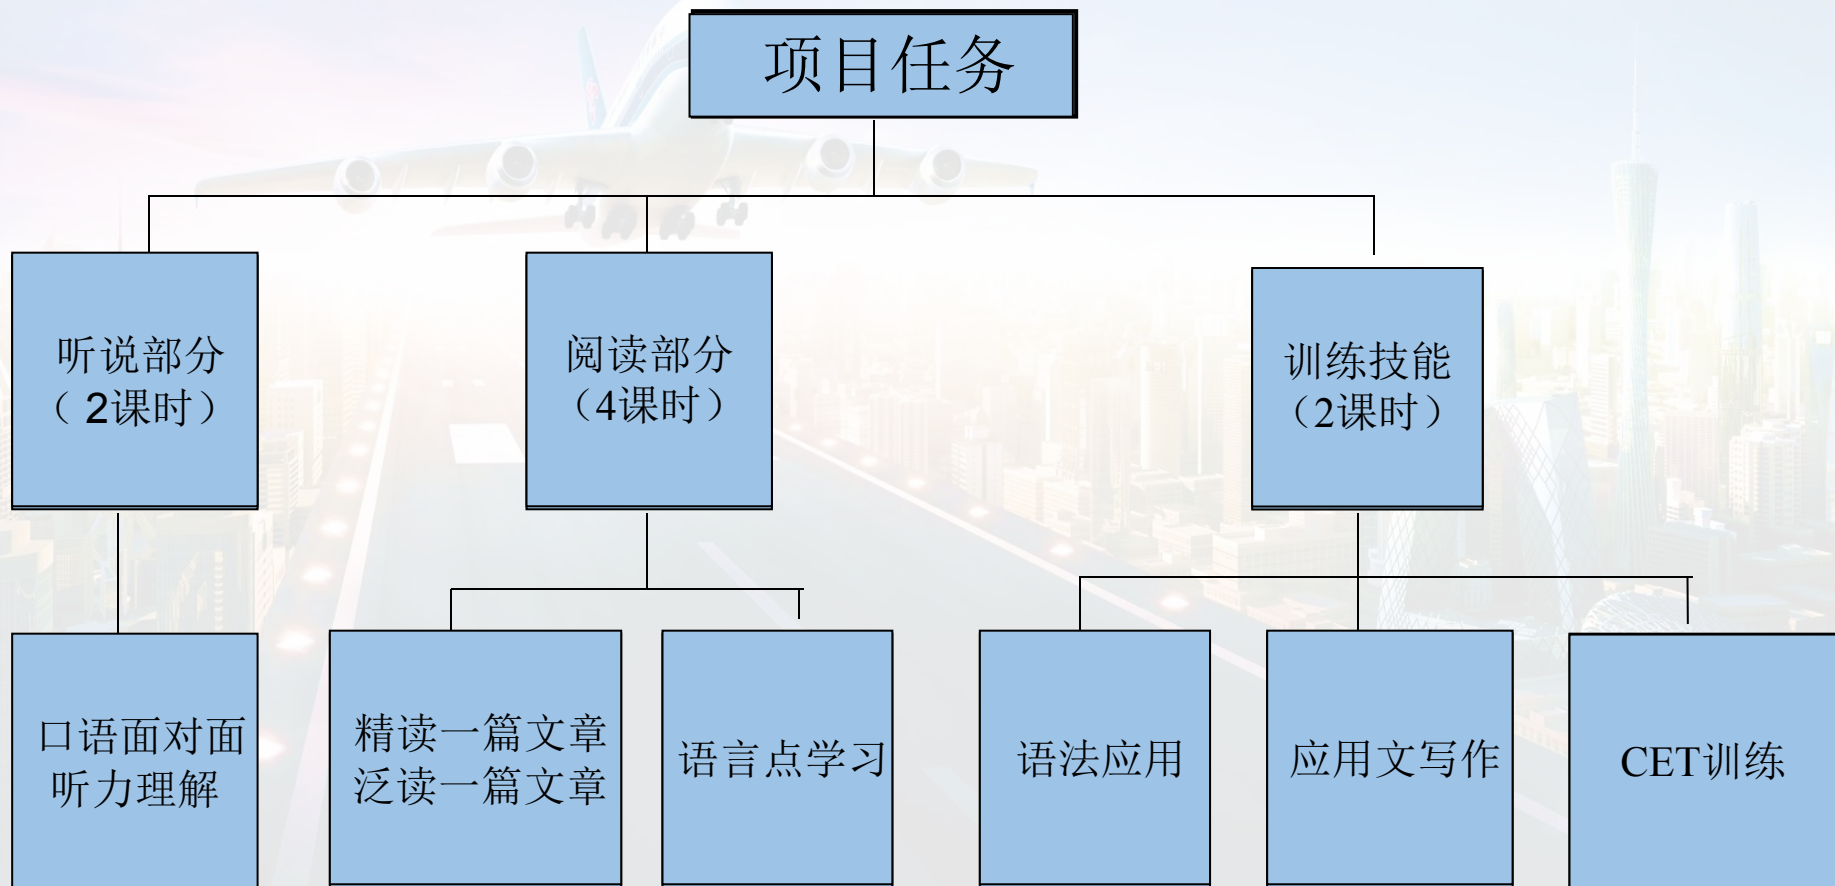 项目任务
听说部分
（ 2课时）
阅读部分
（4课时）
训练技能
（2课时）
口语面对面
听力理解
精读一篇文章
泛读一篇文章
语言点学习
语法应用
应用文写作
CET训练